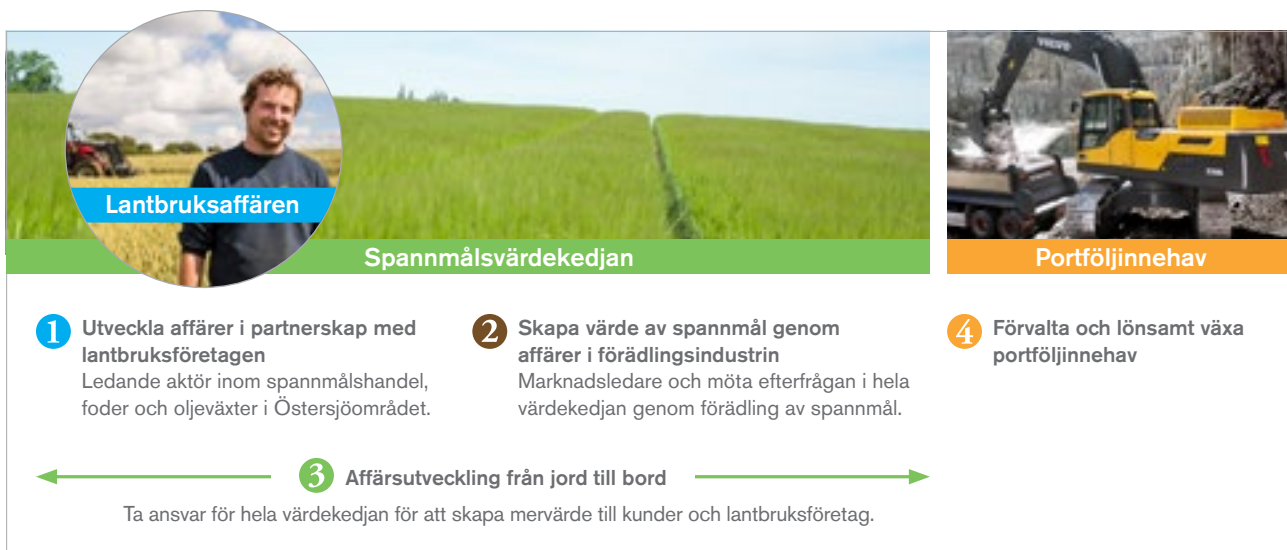 VOLVO
Lantbruksaffären
Spannmålsvärdekedjan
Portföljinnehav
1 Utveckla affärer i partnerskap med
lantbruksföretagen
Ledande aktör inom spannmålshandel,
foder och oljeväxter i Östersjöområdet.
2 Skapa värde av spannmål genom
affärer i förädlingsindustrin
Marknadsledare och möta efterfrågan i hela
värdekedjan genom förädling av spannmål.
4 Förvalta och lönsamt växa
portföljinnehav
3 Affärsutveckling från jord till bord
Ta ansvar för hela värdekedjan för att skapa mervärde till kunder och lantbruksföretag.